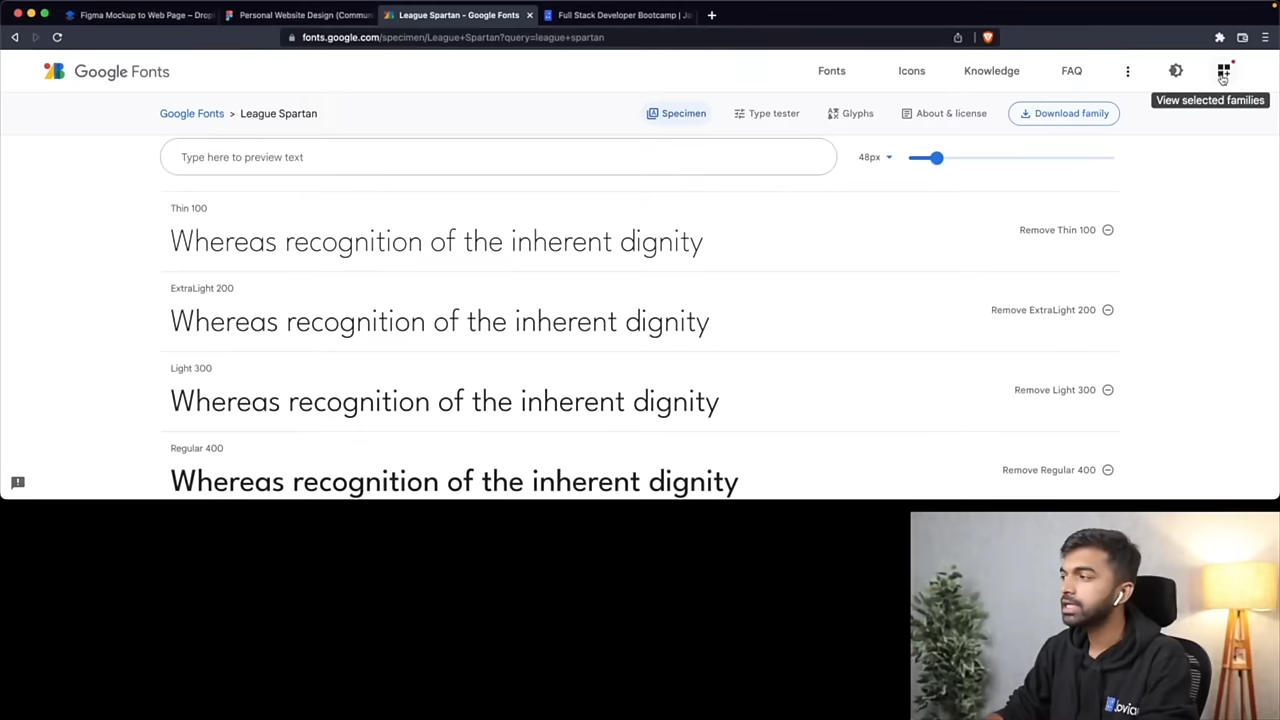 Figma Mockup to Web Page – Drop
Personal Website Design (Commun
League Spartan - Google Fonts
Full Stack Developer Bootcamp | Jo
fonts.google.com/specimen/League+Spartan?query=league+spartan
Google Fonts
Fonts
Icons
Knowledge
FAQ
View selected families
Google Fonts > League Spartan
Specimen
Type tester
Glyphs
About & license
Download family
Type here to preview text
48px
Thin 100
Whereas recognition of the inherent dignity
Remove Thin 100
ExtraLight 200
Whereas recognition of the inherent dignity
Remove ExtraLight 200
Light 300
Whereas recognition of the inherent dignity
Remove Light 300
Regular 400
Whereas recognition of the inherent dignity
Remove Regular 400